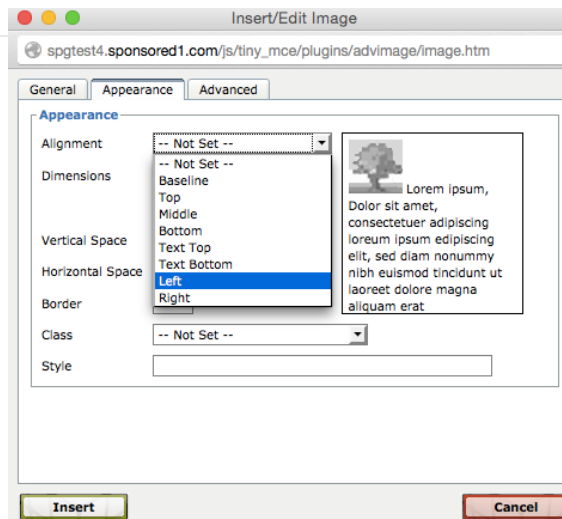 Insert/Edit Image
spgtest4.sponsored1.com/js/tiny_mce/plugins/advimage/image.htm
General Appearance Advanced
Appearance
Alignment -- Not Set --
-- Not Set --
Baseline
Top
Middle
Bottom
Text Top
Text Bottom
Left
Right
Dimensions
Vertical Space
Horizontal Space
Border
Class -- Not Set --
Style
Lorem ipsum,
Dolor sit amet,
consectetuer adipiscing
loreum ipsum edipiscing
elit, sed diam nonummy
nibh euismod tincidunt ut
laoreet dolore magna
aliquam erat
Insert Cancel